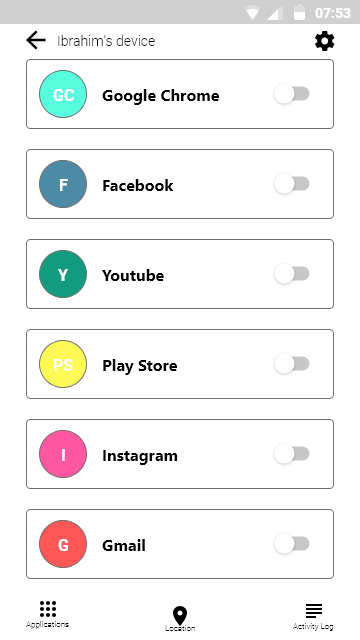 07:53
Ibrahim's device
GC Google Chrome
F Facebook
Y Youtube
PS Play Store
I Instagram
G Gmail
Applications Location Activity Log